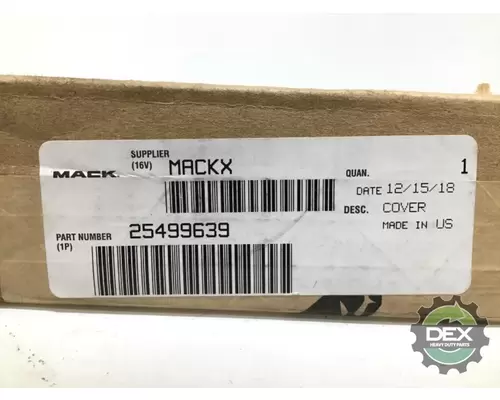 SUPPLIER
(16V)
MACK
MACKX
QUAN. 1
DATE 12/15/18
DESC. COVER
MADE IN US
PART NUMBER
(1P)
25499639
DEX
HEAVY DUTY PARTS